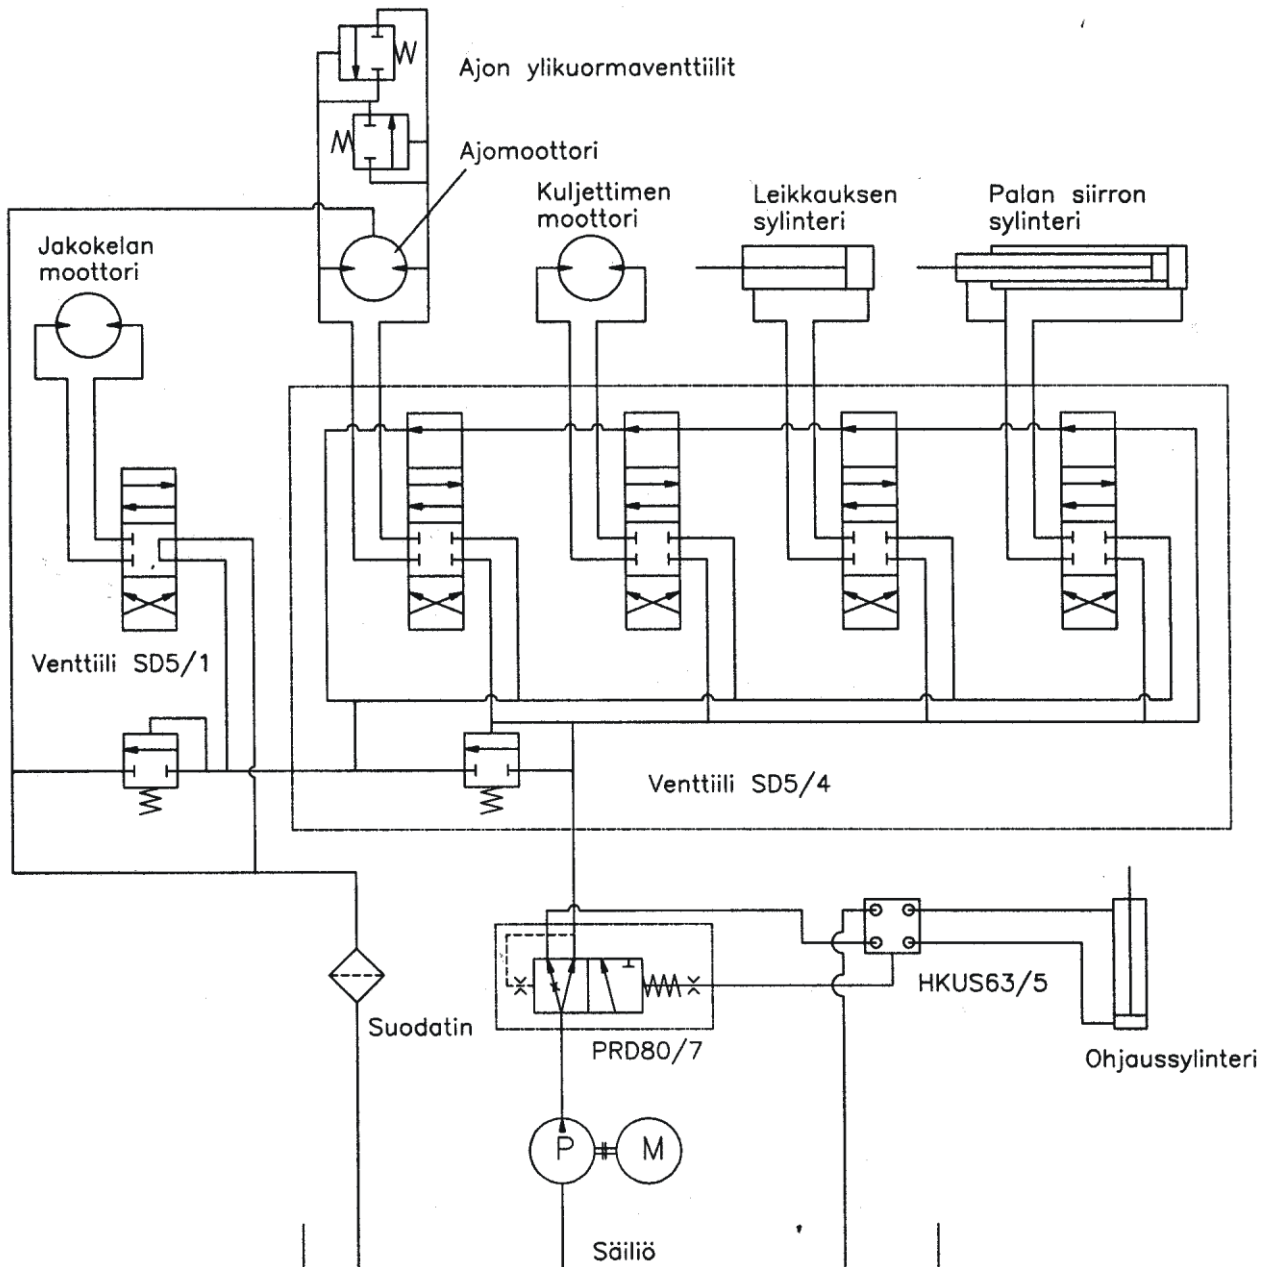 Ajon ylikuormaventtiilit
Ajomoottori
Kuljettimen
moottori
Leikkauksen
sylinteri
Palan siirron
sylinteri
Jakokelan
moottori
Venttiili SD5/1
Venttiili SD5/4
HKUS63/5
Suodatin
PRD80/7
Ohjaussylinteri
P
M
Säiliö